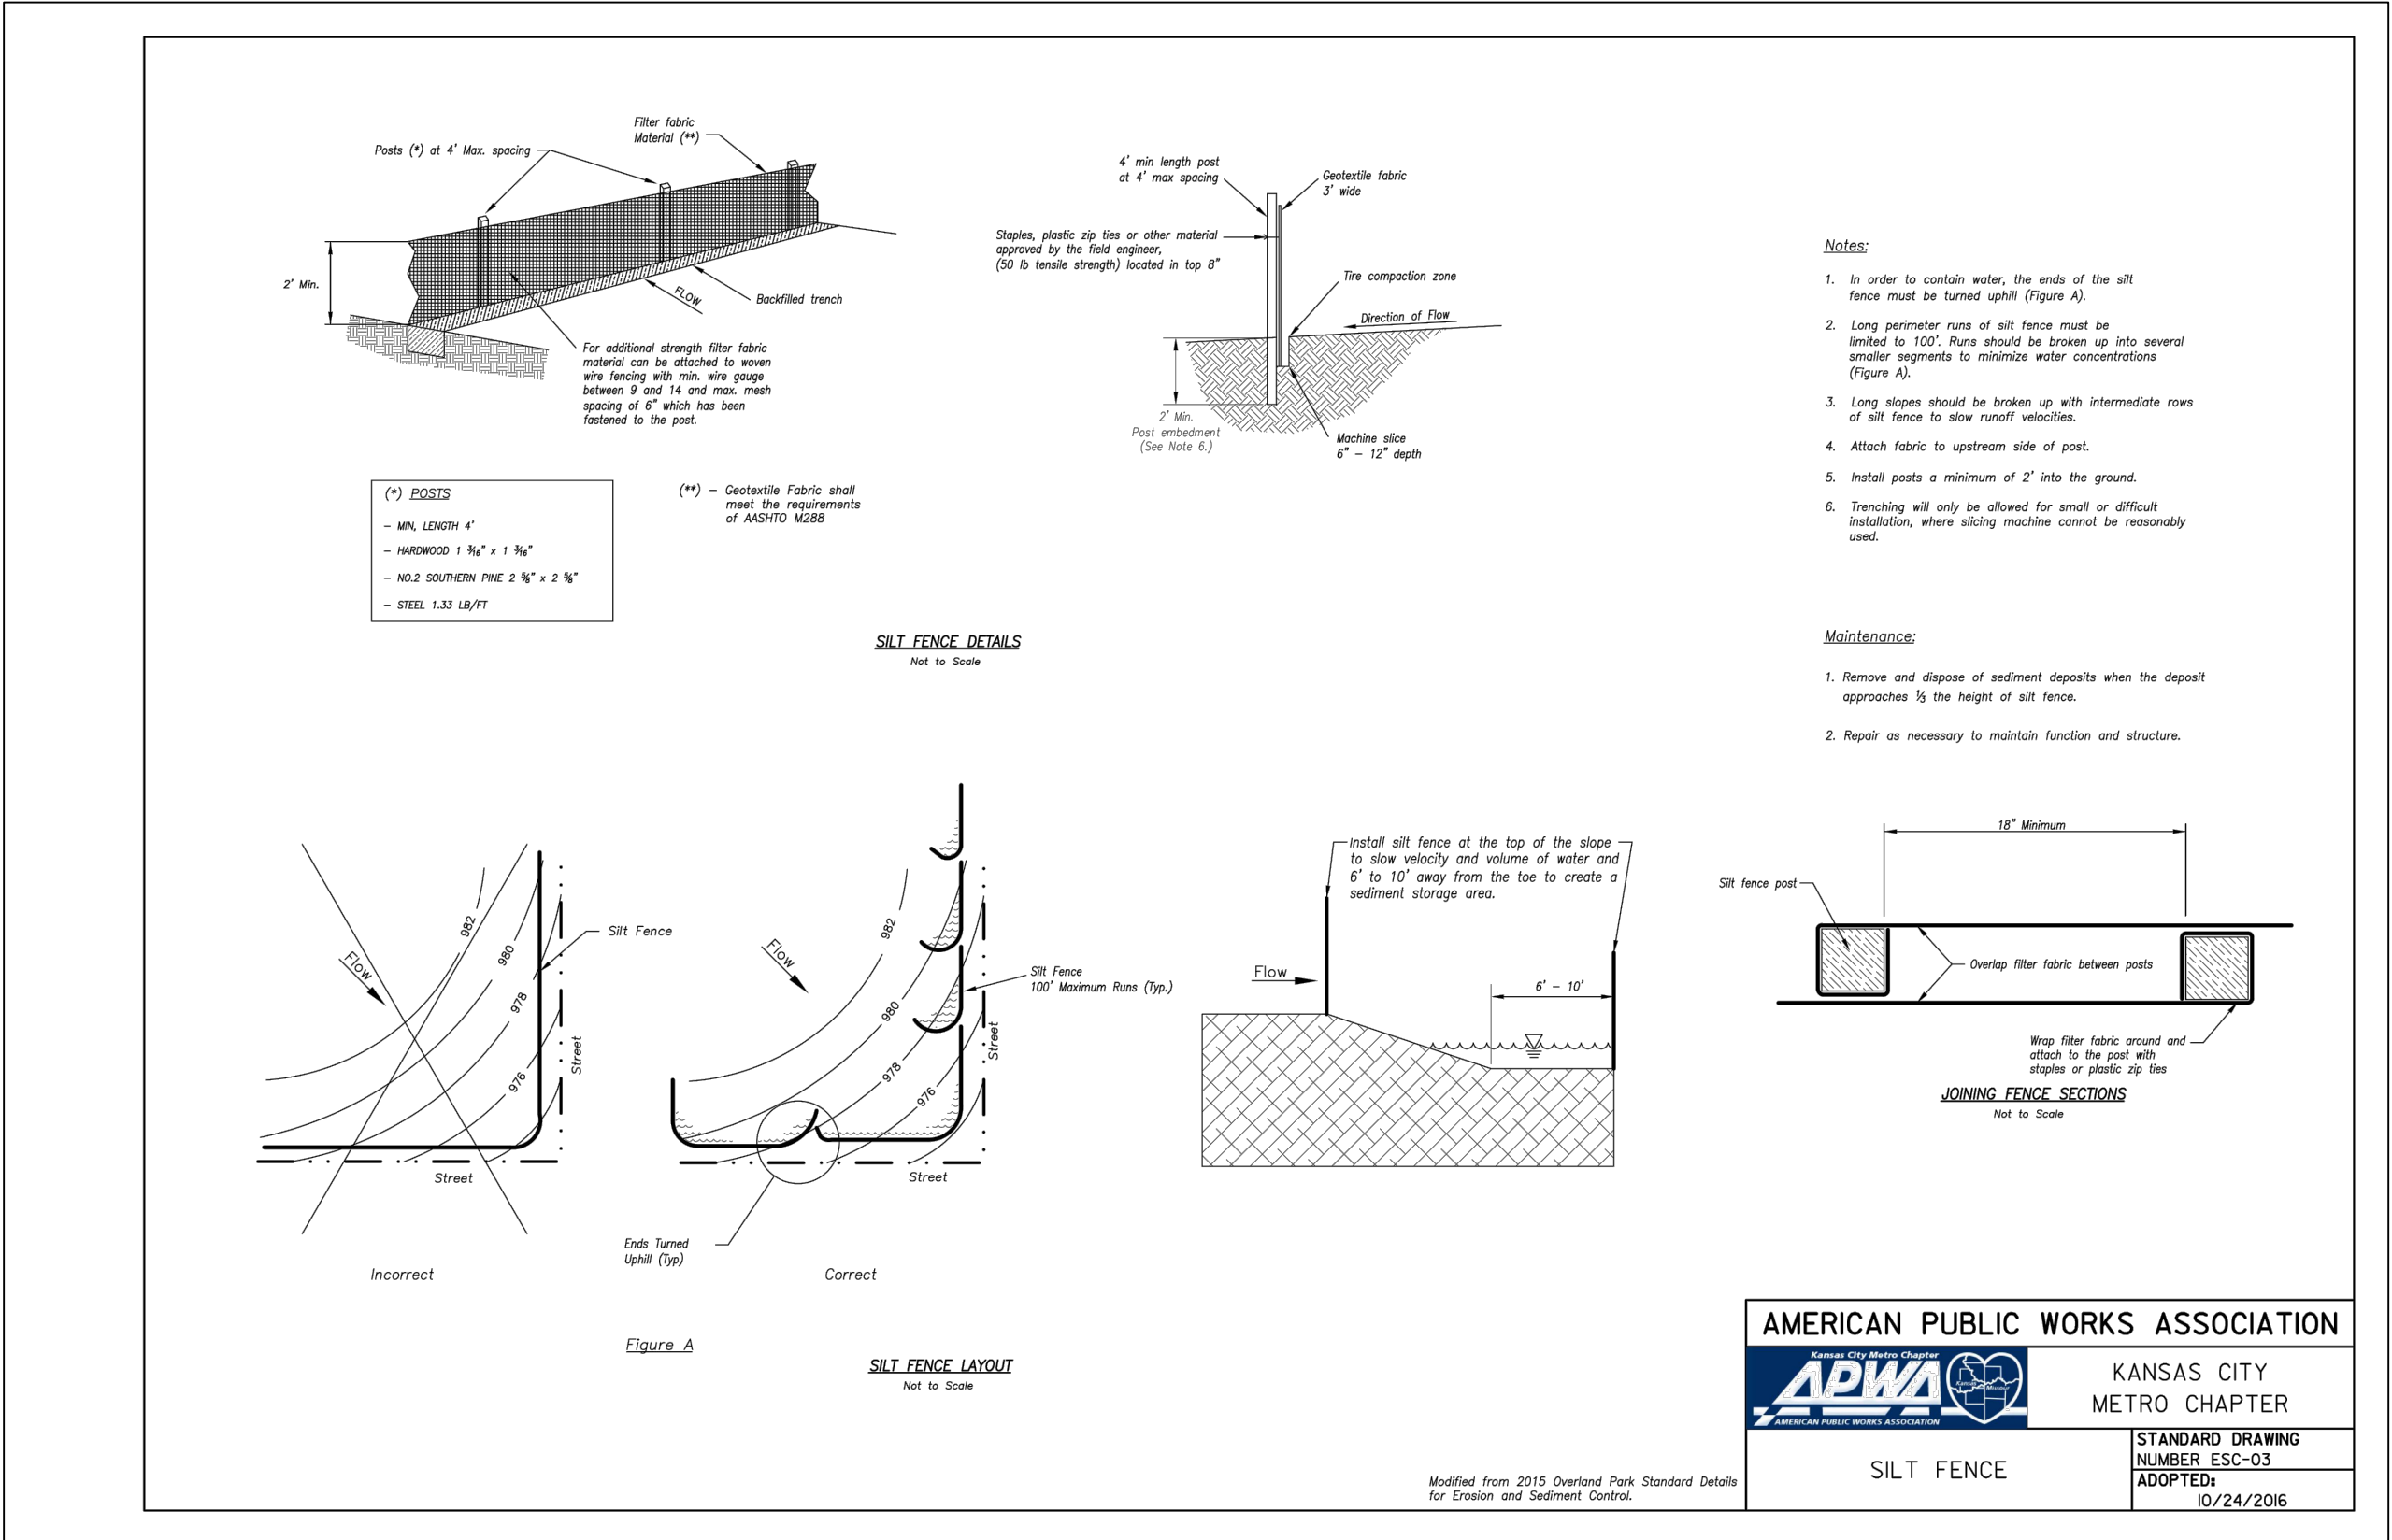 Filter fabric
Material (**)
Posts (*) at 4' Max. spacing
2' Min.
FLOW
Backfilled trench
For additional strength filter fabric
material can be attached to woven
wire fencing with min. wire gauge
between 9 and 14 and max. mesh
spacing of 6" which has been
fastened to the post.
4' min length post
at 4' max spacing
Geotextile fabric
3' wide
Staples, plastic zip ties or other material
approved by the field engineer,
(50 lb tensile strength) located in top 8"
Tire compaction zone
Direction of Flow
2' Min.
Post embedment
(See Note 6.)
Machine slice
6" – 12" depth
(*) POSTS
– MIN, LENGTH 4'
– HARDWOOD 1 3/16" x 1 3/16"
– NO.2 SOUTHERN PINE 2 5/8" x 2 5/8"
– STEEL 1.33 LB/FT
(**) – Geotextile Fabric shall
meet the requirements
of AASHTO M288
SILT FENCE DETAILS
Not to Scale
Notes:
1. In order to contain water, the ends of the silt
fence must be turned uphill (Figure A).
2. Long perimeter runs of silt fence must be
limited to 100'. Runs should be broken up into several
smaller segments to minimize water concentrations
(Figure A).
3. Long slopes should be broken up with intermediate rows
of silt fence to slow runoff velocities.
4. Attach fabric to upstream side of post.
5. Install posts a minimum of 2' into the ground.
6. Trenching will only be allowed for small or difficult
installation, where slicing machine cannot be reasonably
used.
Maintenance:
1. Remove and dispose of sediment deposits when the deposit
approaches 1/3 the height of silt fence.
2. Repair as necessary to maintain function and structure.
Flow
982
980
978
976
Silt Fence
Street
Street
Incorrect
Flow
982
980
978
976
Silt Fence
100' Maximum Runs (Typ.)
Street
Street
Ends Turned
Uphill (Typ)
Correct
Figure A
SILT FENCE LAYOUT
Not to Scale
Install silt fence at the top of the slope
to slow velocity and volume of water and
6' to 10' away from the toe to create a
sediment storage area.
Flow
6' – 10'
18" Minimum
Silt fence post
Overlap filter fabric between posts
Wrap filter fabric around and
attach to the post with
staples or plastic zip ties
JOINING FENCE SECTIONS
Not to Scale
Modified from 2015 Overland Park Standard Details
for Erosion and Sediment Control.
AMERICAN PUBLIC WORKS ASSOCIATION
Kansas City Metro Chapter
APWA
Kansas
Missouri
AMERICAN PUBLIC WORKS ASSOCIATION
KANSAS CITY
METRO CHAPTER
SILT FENCE
STANDARD DRAWING
NUMBER ESC-03
ADOPTED:
10/24/2016